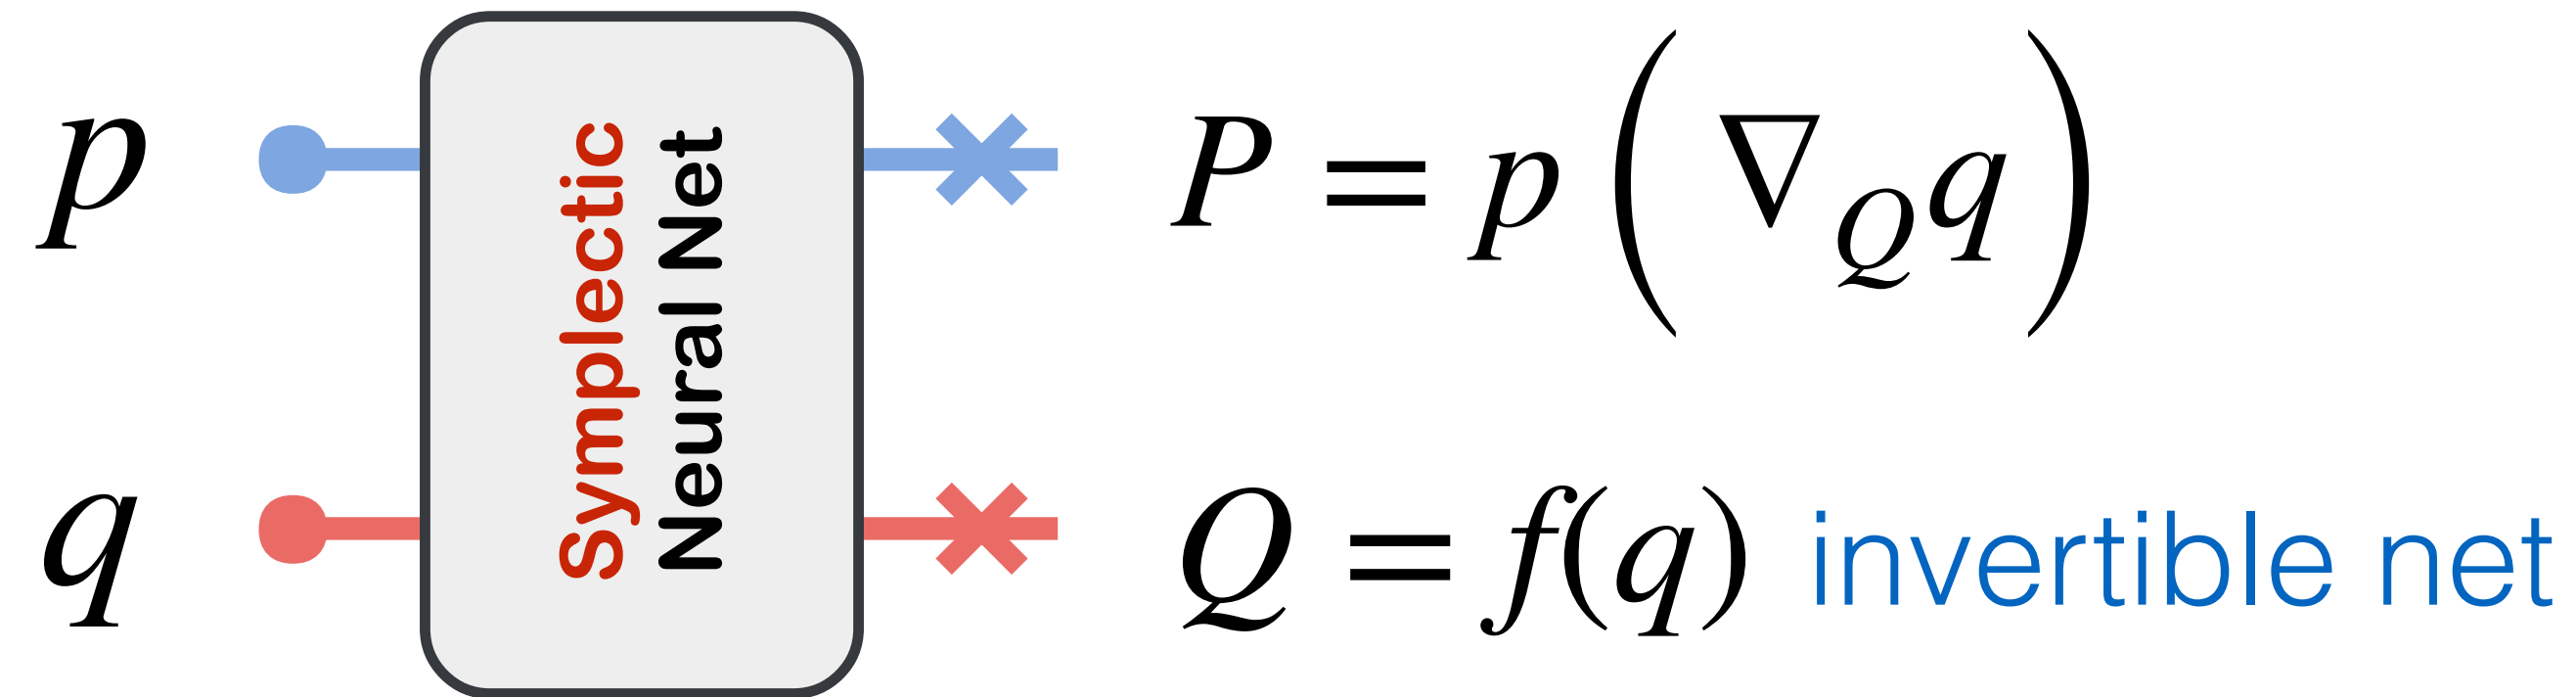 p
q
Symplectic
Neural Net
P = p (∇_Q q)
Q = f(q) invertible net